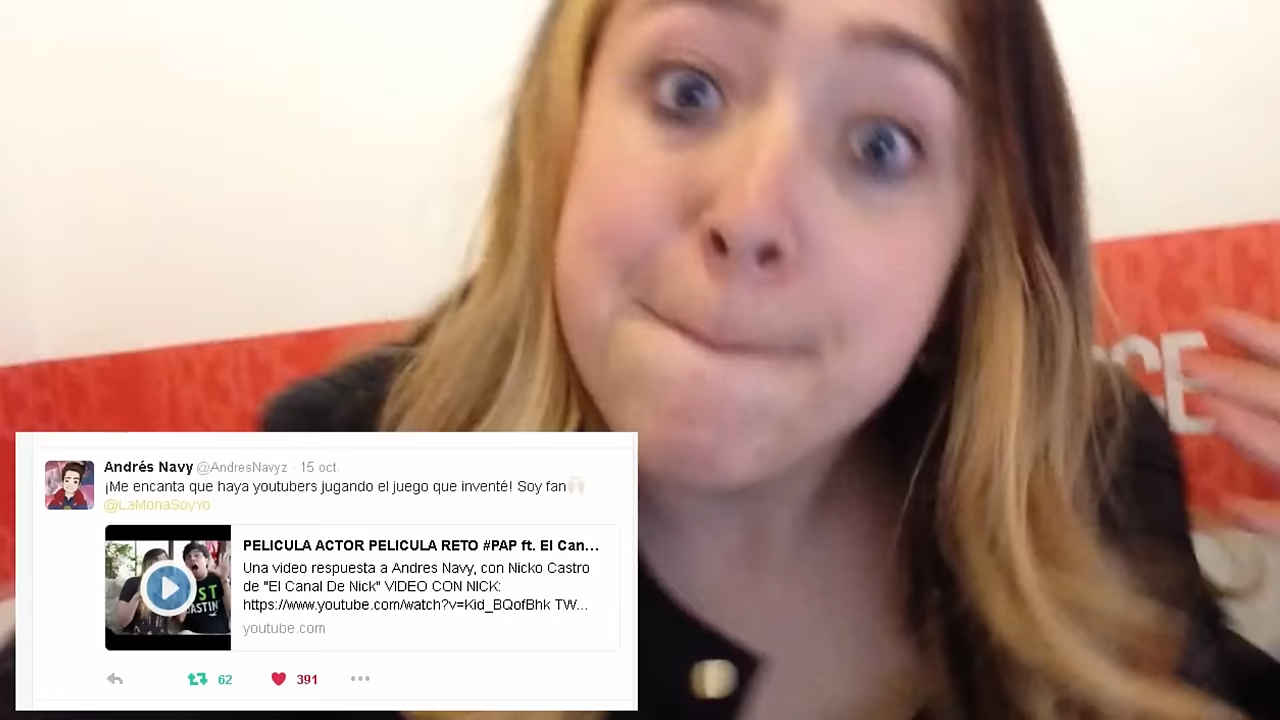 CE
Andrés Navy @AndresNavyz · 15 oct.
¡Me encanta que haya youtubers jugando el juego que inventé! Soy fan
@LaMonaSoyYo
PELICULA ACTOR PELICULA RETO #PAP ft. El Can...
Una video respuesta a Andres Navy, con Nicko Castro
de "El Canal De Nick" VIDEO CON NICK:
https://www.youtube.com/watch?v=Kid_BQofBhk TW...
youtube.com
62 391